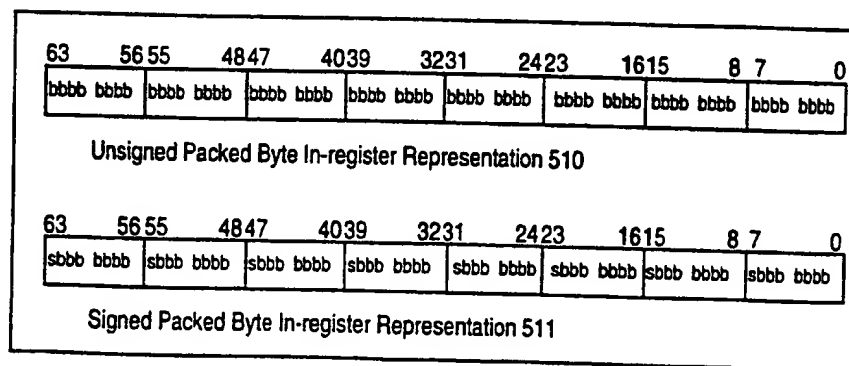 63 56 55 48 47 40 39 32 31 24 23 16 15 8 7 0
bbbb bbbb bbbb bbbb bbbb bbbb bbbb bbbb bbbb bbbb bbbb bbbb bbbb bbbb bbbb bbbb
Unsigned Packed Byte In-register Representation 510
63 56 55 48 47 40 39 32 31 24 23 16 15 8 7 0
sbbb bbbb sbbb bbbb sbbb bbbb sbbb bbbb sbbb bbbb sbbb bbbb sbbb bbbb sbbb bbbb
Signed Packed Byte In-register Representation 511